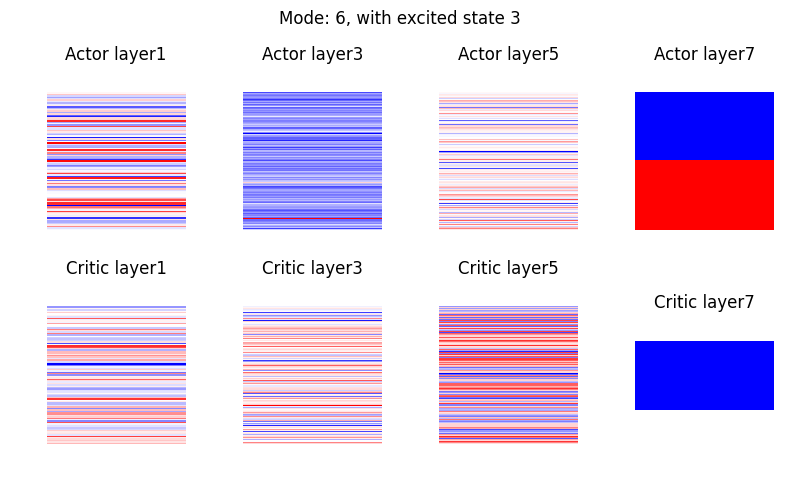 Mode: 6, with excited state 3
Actor layer1
Actor layer3
Actor layer5
Actor layer7
Critic layer1
Critic layer3
Critic layer5
Critic layer7